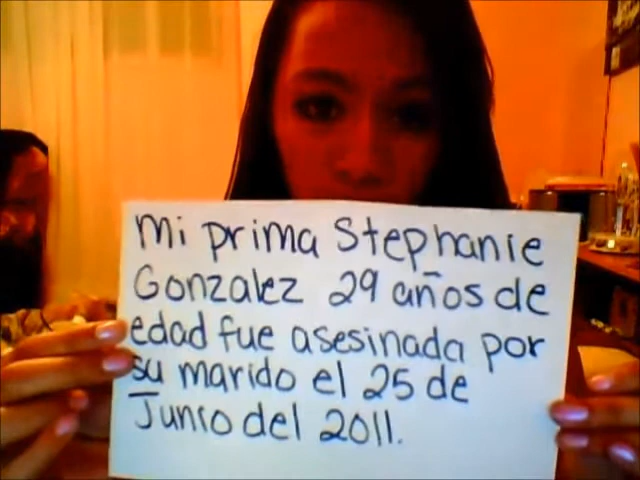 mi prima Stephanie
Gonzalez 29 años de
edad fue asesinada por
su marido el 25 de
Junio del 2011.